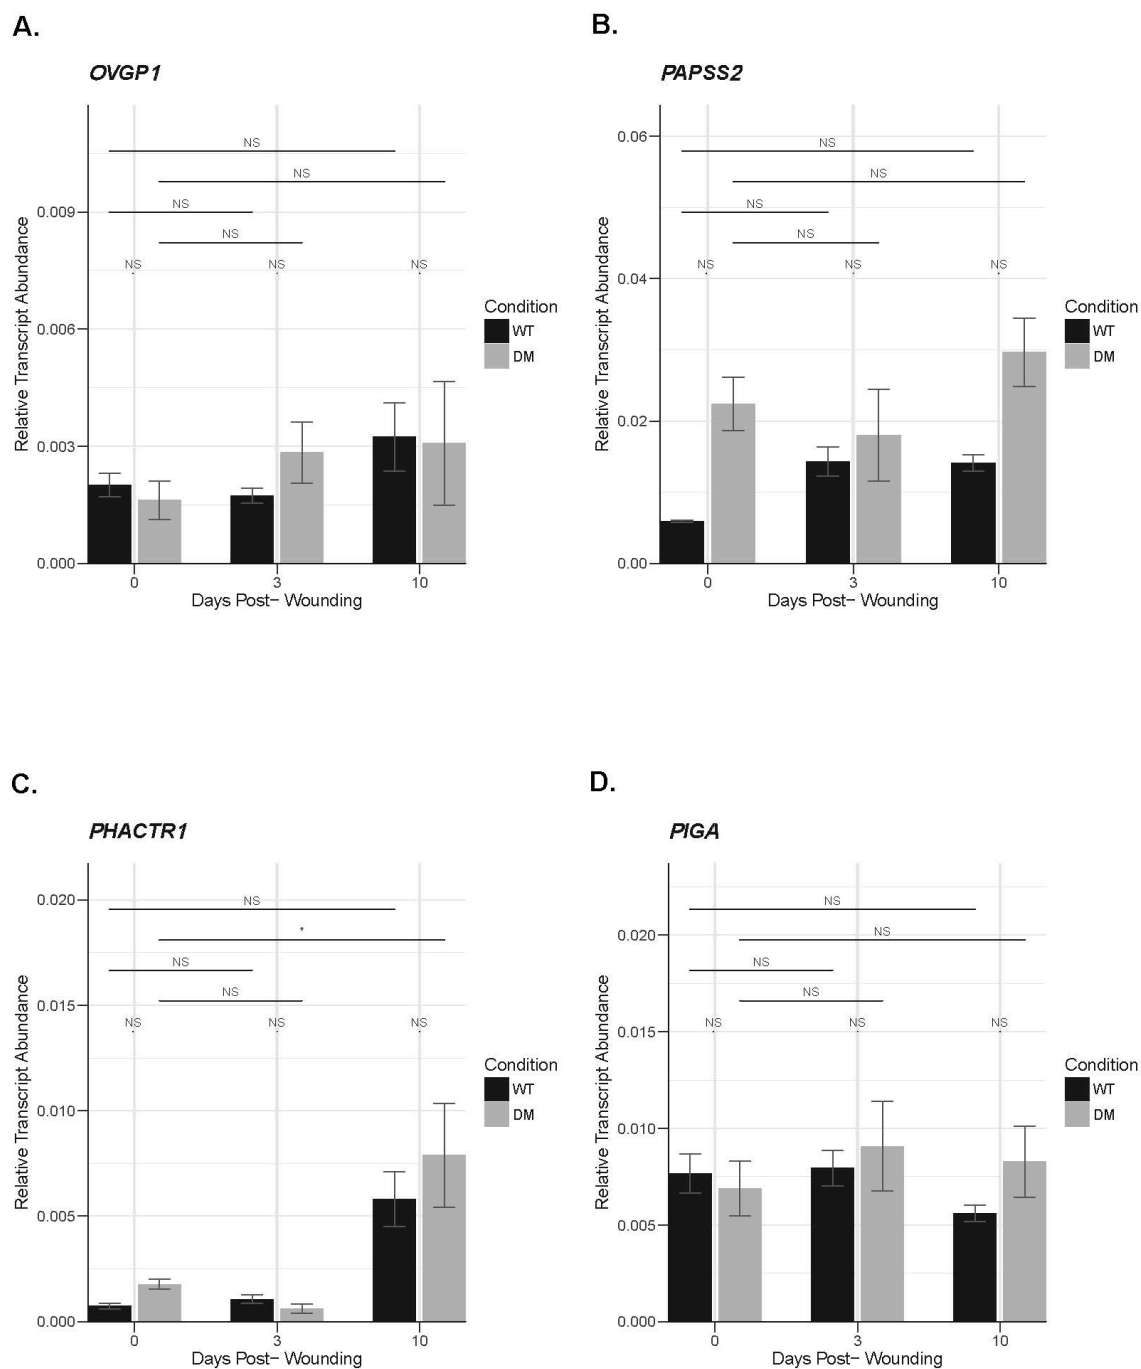 A.
OVGP1
Relative Transcript Abundance
0.009
0.006
0.003
0.000
NS
NS
NS
NS
NS NS NS
0 3 10
Days Post− Wounding
Condition
WT
DM
B.
PAPSS2
Relative Transcript Abundance
0.06
0.04
0.02
0.00
NS
NS
NS
NS
NS NS NS
0 3 10
Days Post− Wounding
Condition
WT
DM
C.
PHACTR1
Relative Transcript Abundance
0.020
0.015
0.010
0.005
0.000
NS
*
NS
NS
NS NS NS
0 3 10
Days Post− Wounding
Condition
WT
DM
D.
PIGA
Relative Transcript Abundance
0.020
0.015
0.010
0.005
0.000
NS
NS
NS
NS
NS NS NS
0 3 10
Days Post− Wounding
Condition
WT
DM